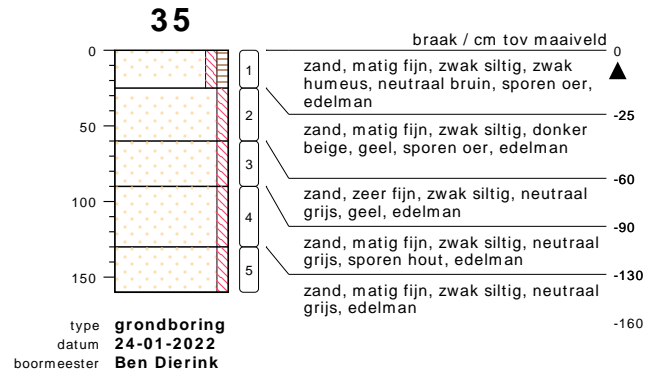 35
braak / cm tov maaiveld
0
0
1
zand, matig fijn, zwak siltig, zwak
humeus, neutraal bruin, sporen oer,
edelman
-25
2
50
zand, matig fijn, zwak siltig, donker
beige, geel, sporen oer, edelman
-60
3
zand, zeer fijn, zwak siltig, neutraal
grijs, geel, edelman
-90
100
4
zand, matig fijn, zwak siltig, neutraal
grijs, sporen hout, edelman
-130
5
150
zand, matig fijn, zwak siltig, neutraal
grijs, edelman
-160
type grondboring
datum 24-01-2022
boormeester Ben Dierink